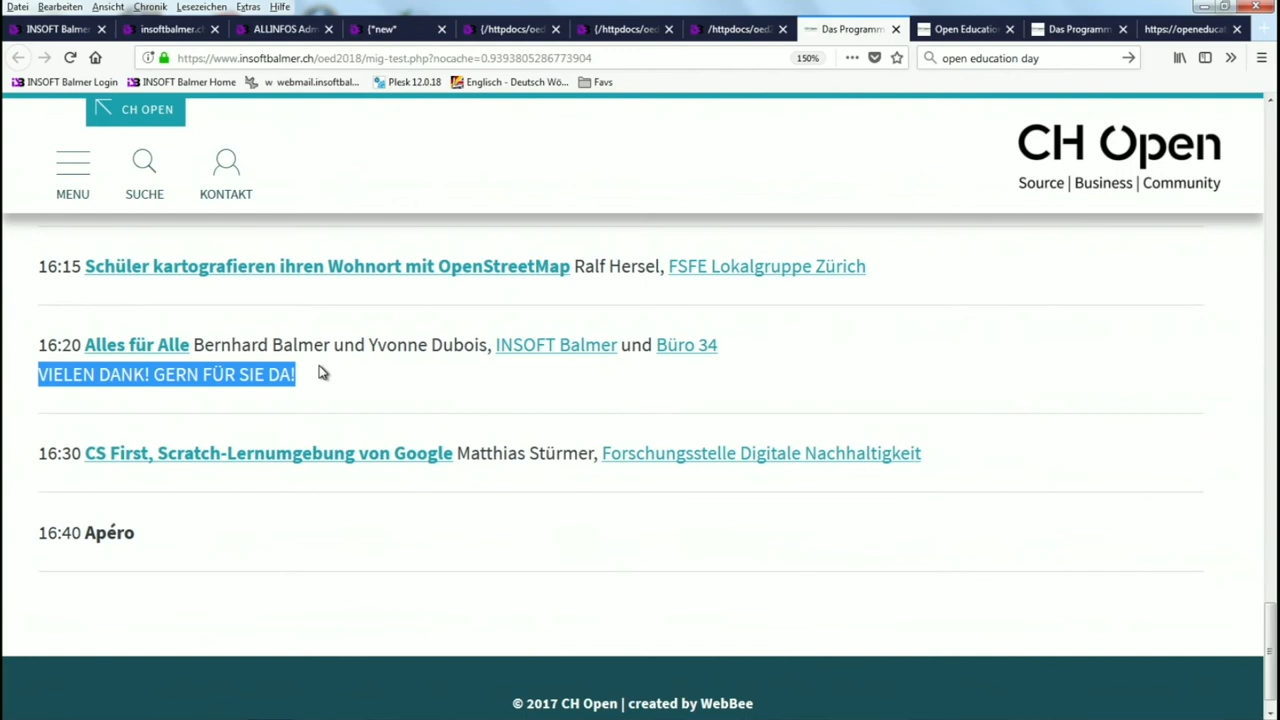 Datei Bearbeiten Ansicht Chronik Lesezeichen Extras Hilfe
INSOFT Balmer insoftbalmer.c ALLINFOS Adm {"new" {/httpdocs/oed {/httpdocs/oed /httpdocs/oed Das Programm Open Educatio Das Programm https://openeducat
https://www.insoftbalmer.ch/oed2018/mig-test.php?nocache=0.9393805286773904 150% open education day
INSOFT Balmer Login INSOFT Balmer Home w webmail.insoftbal... Plesk 12.0.18 Englisch - Deutsch Wö... Favs
CH OPEN
MENU SUCHE KONTAKT
CH Open
Source | Business | Community
16:15 Schüler kartografieren ihren Wohnort mit OpenStreetMap Ralf Hersel, FSFE Lokalgruppe Zürich
16:20 Alles für Alle Bernhard Balmer und Yvonne Dubois, INSOFT Balmer und Büro 34
VIELEN DANK! GERN FÜR SIE DA!
16:30 CS First, Scratch-Lernumgebung von Google Matthias Stürmer, Forschungsstelle Digitale Nachhaltigkeit
16:40 Apéro
© 2017 CH Open | created by WebBee